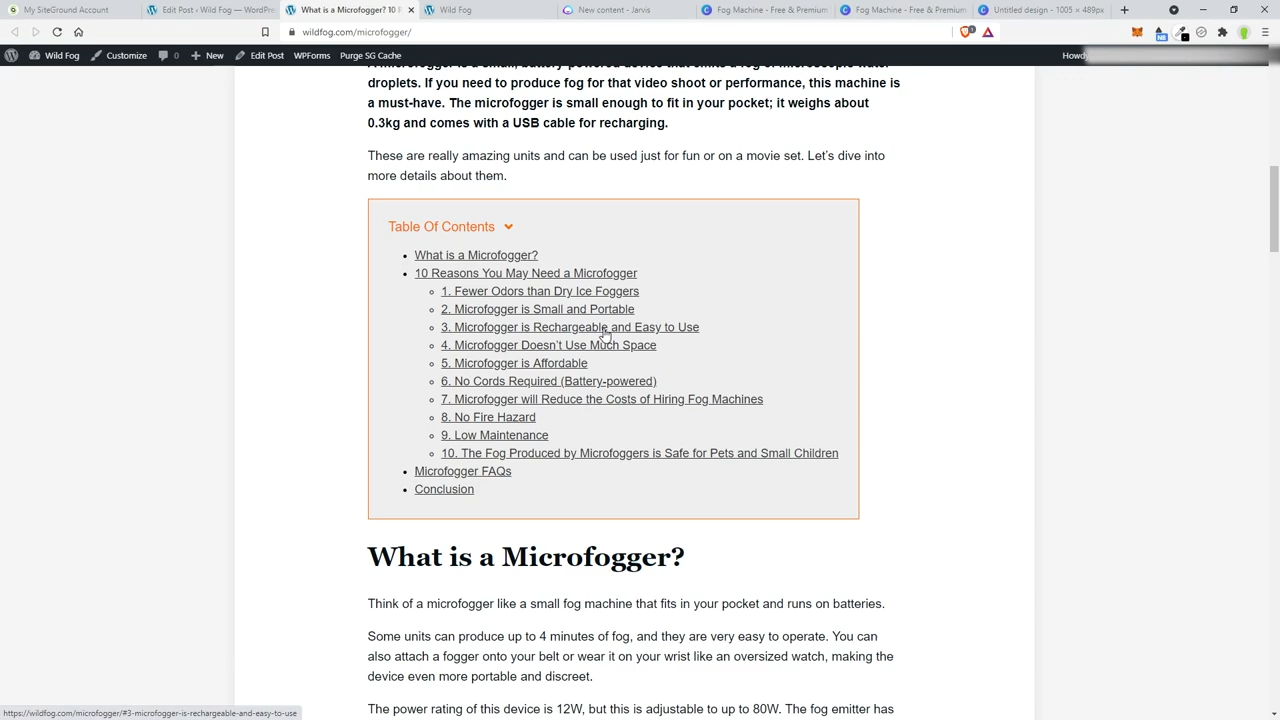 My SiteGround Account
Edit Post ‹ Wild Fog — WordPre
What is a Microfogger? 10 R
Wild Fog
New content - Jarvis
Fog Machine - Free & Premium
Fog Machine - Free & Premium
Untitled design - 1005 × 489px
wildfog.com/microfogger/
Wild Fog
Customize
0
New
Edit Post
WPForms
Purge SG Cache
Howdy
droplets. If you need to produce fog for that video shoot or performance, this machine is
a must-have. The microfogger is small enough to fit in your pocket; it weighs about
0.3kg and comes with a USB cable for recharging.
These are really amazing units and can be used just for fun or on a movie set. Let’s dive into
more details about them.
Table Of Contents
What is a Microfogger?
10 Reasons You May Need a Microfogger
1. Fewer Odors than Dry Ice Foggers
2. Microfogger is Small and Portable
3. Microfogger is Rechargeable and Easy to Use
4. Microfogger Doesn’t Use Much Space
5. Microfogger is Affordable
6. No Cords Required (Battery-powered)
7. Microfogger will Reduce the Costs of Hiring Fog Machines
8. No Fire Hazard
9. Low Maintenance
10. The Fog Produced by Microfoggers is Safe for Pets and Small Children
Microfogger FAQs
Conclusion
What is a Microfogger?
Think of a microfogger like a small fog machine that fits in your pocket and runs on batteries.
Some units can produce up to 4 minutes of fog, and they are very easy to operate. You can
also attach a fogger onto your belt or wear it on your wrist like an oversized watch, making the
device even more portable and discreet.
The power rating of this device is 12W, but this is adjustable to up to 80W. The fog emitter has
https://wildfog.com/microfogger/#3-microfogger-is-rechargeable-and-easy-to-use